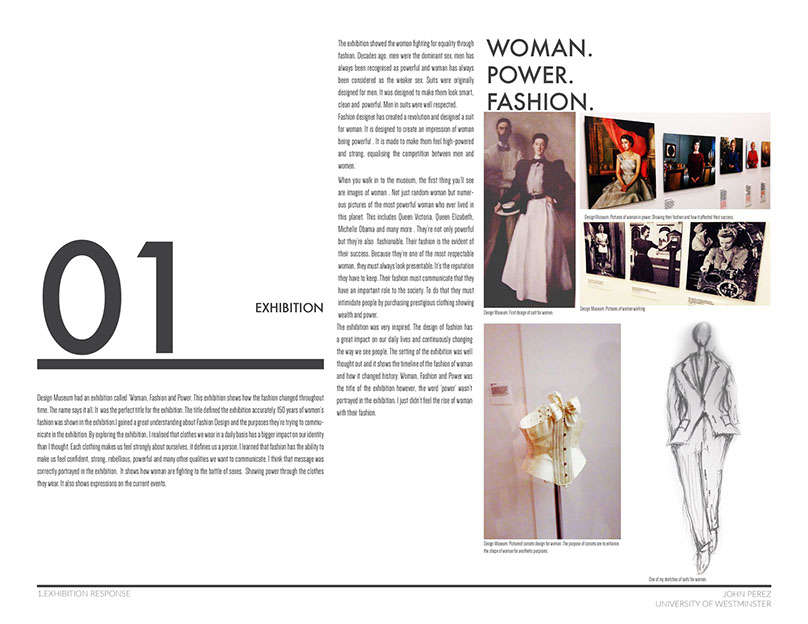 01
EXHIBITION
Design Museum had an exhibition called 'Woman, Fashion and Power. This exhibition shows how the fashion changed throughout
time. The name says it all. It was the perfect title for the exhibition. The title defined the exhibition accurately. 150 years of women's
fashion was shown in the exhibition.I gained a great understanding about Fashion Design and the purposes they're trying to commu-
nicate in the exhibition. By exploring the exhibition, I realised that clothes we wear in a daily basis has a bigger impact on our identity
than I thought. Each clothing makes us feel strongly about ourselves, it defines us a person. I learned that fashion has the ability to
make us feel confident, strong, rebellious, powerful and many other qualities we want to communicate. I think that message was
correctly portrayed in the exhibition. It shows how woman are fighting to the battle of sexes. Showing power through the clothes
they wear. It also shows expressions on the current events.
The exhibition showed the woman fighting for equality through
fashion. Decades ago, men were the dominant sex, men has
always been recognised as powerful and woman has always
been considered as the weaker sex. Suits were originally
designed for men. It was designed to make them look smart,
clean and powerful. Men in suits were well respected.
Fashion designer has created a revolution and designed a suit
for woman. It is designed to create an impression of woman
being powerful . It is made to make them feel high-powered
and strong, equalising the competition between men and
women.
When you walk in to the museum, the first thing you'll see
are images of woman . Not just random woman but numer-
ous pictures of the most powerful woman who ever lived in
this planet. This includes Queen Victoria, Queen Elizabeth,
Michelle Obama and many more . They're not only powerful
but they're also fashionable. Their fashion is the evident of
their success. Because they're one of the most respectable
woman , they must always look presentable. It's the reputation
they have to keep. Their fashion must communicate that they
have an important role to the society. To do that they must
intimidate people by purchasing prestigious clothing showing
wealth and power.
The exhibition was very inspired. The design of fashion has
a great impact on our daily lives and continuously changing
the way we see people. The setting of the exhibition was well
thought out and it shows the timeline of the fashion of woman
and how it changed history. Woman, Fashion and Power was
the title of the exhibition however, the word 'power' wasn't
portrayed in the exhibition, I just didn't feel the rise of woman
with their fashion.
WOMAN.
POWER.
FASHION.
Design Museum: Pictures of woman in power. Showing their fashion and how it affected their success.
Design Museum: First design of suit for women.
Design Museum: Pictures of woman working
Design Museum: Picture of corsets design for woman. The purpose of corsets are to enhance
the shape of woman for aesthetic purposes.
One of my sketches of suits for woman.
1.EXHIBITION RESPONSE
JOHN PEREZ
UNIVERSITY OF WESTMINSTER